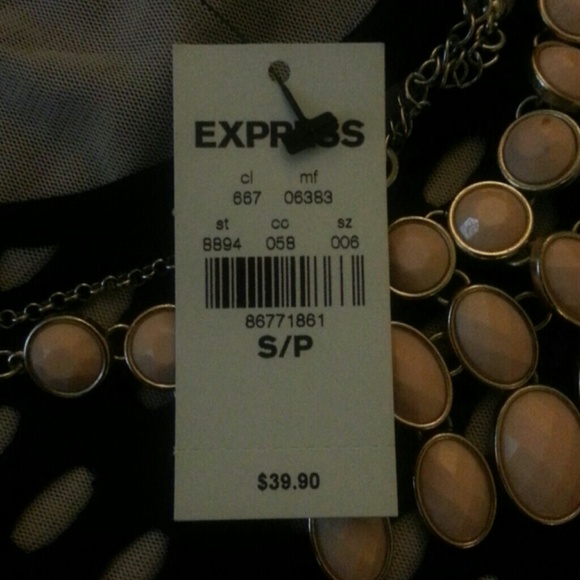 EXPRESS
cl mf
667 06383
st cc sz
8894 058 006
86771861
S/P
$39.90